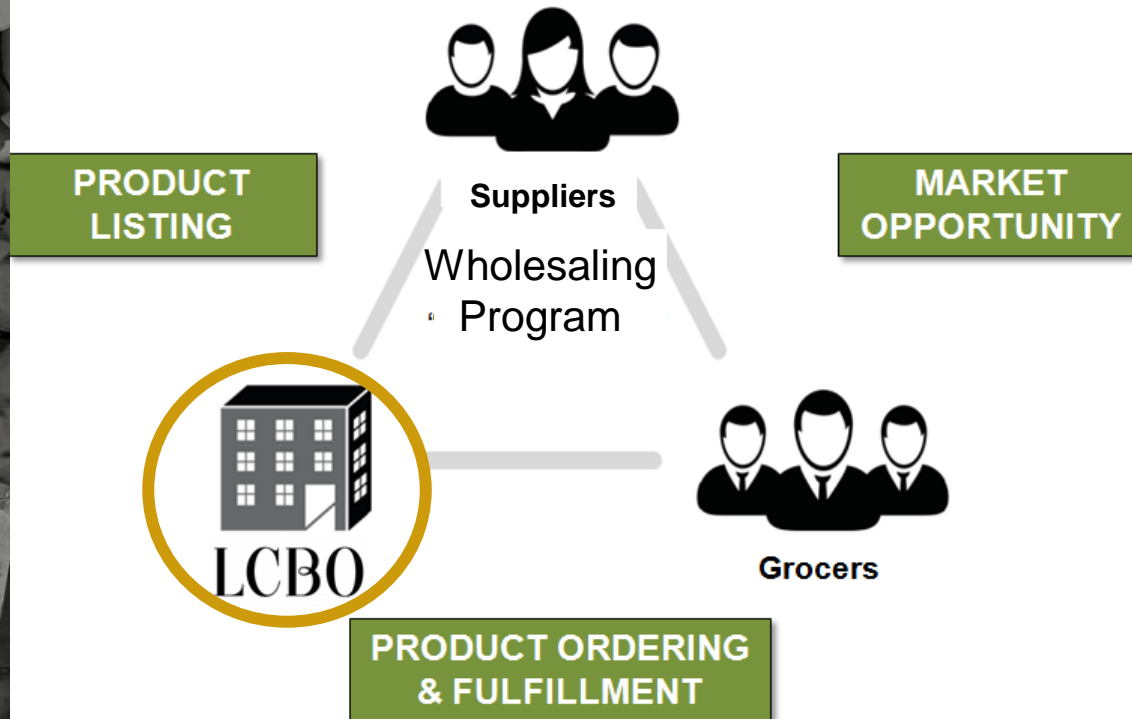 Suppliers
PRODUCT
LISTING
MARKET
OPPORTUNITY
Wholesaling
“ Program
LCBO
Grocers
PRODUCT ORDERING
& FULFILLMENT